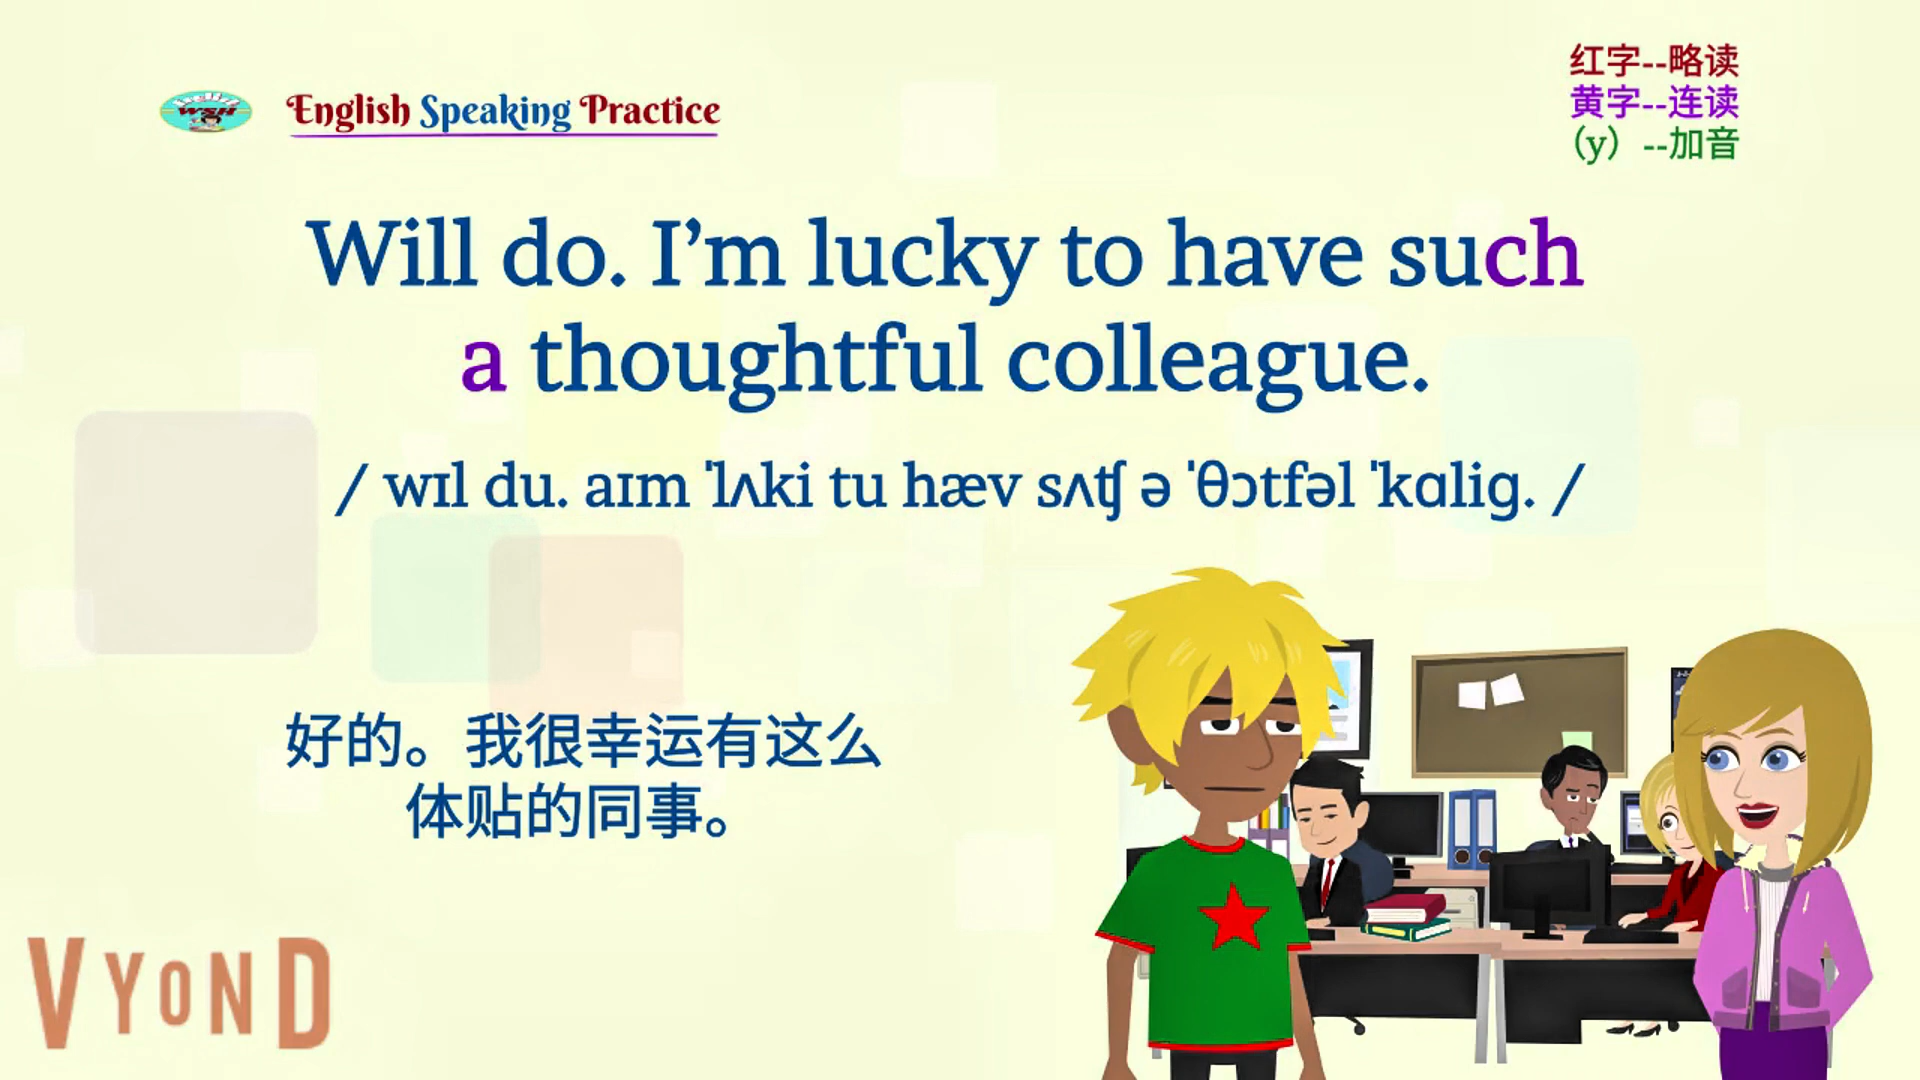 English Speaking Practice
红字--略读
黄字--连读
（y）--加音
Will do. I’m lucky to have such
a thoughtful colleague.
/ wɪl du. aɪm ˈlʌki tu hæv sʌʧ ə ˈθɔtfəl ˈkɑliɡ. /
好的。我很幸运有这么
体贴的同事。
VYOND